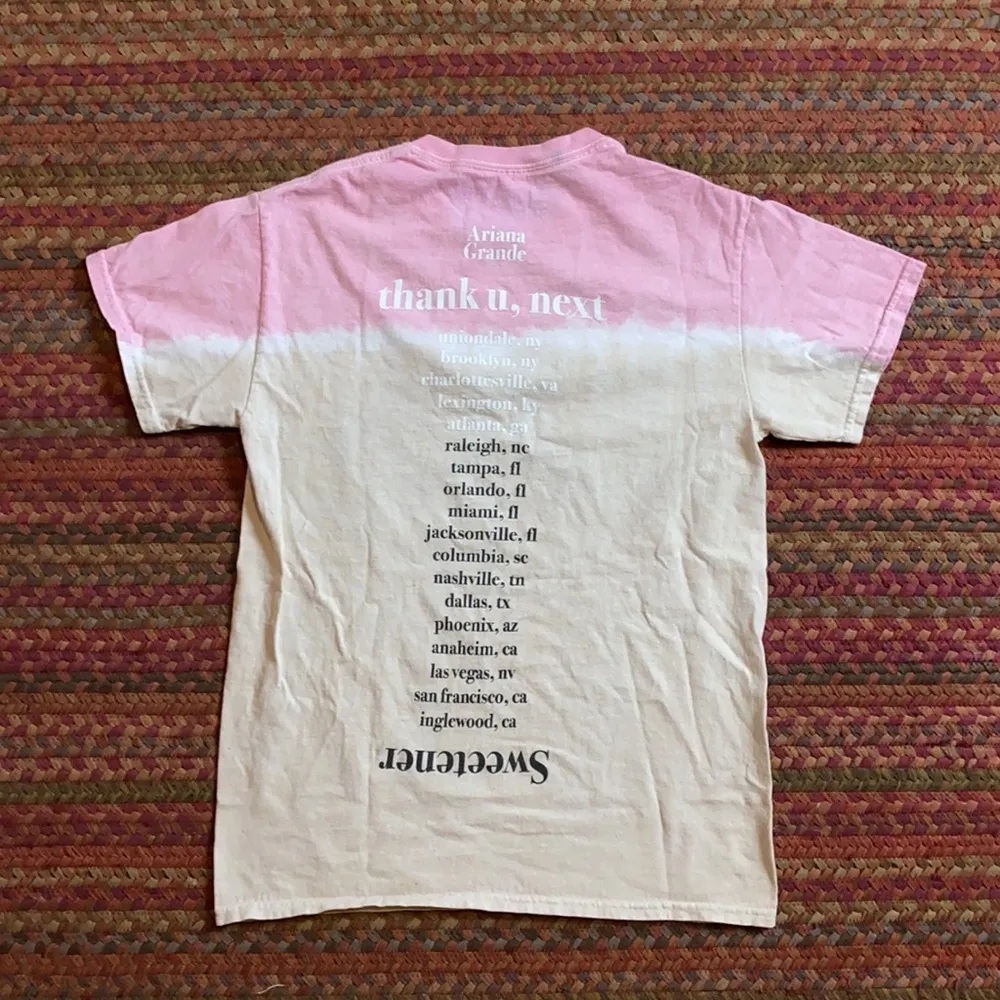 Ariana
Grande
thank u, next
uniondale, ny
brooklyn, ny
charlottesville, va
lexington, ky
atlanta, ga
raleigh, nc
tampa, fl
orlando, fl
miami, fl
jacksonville, fl
columbia, sc
nashville, tn
dallas, tx
phoenix, az
anaheim, ca
las vegas, nv
san francisco, ca
inglewood, ca
Sweetener